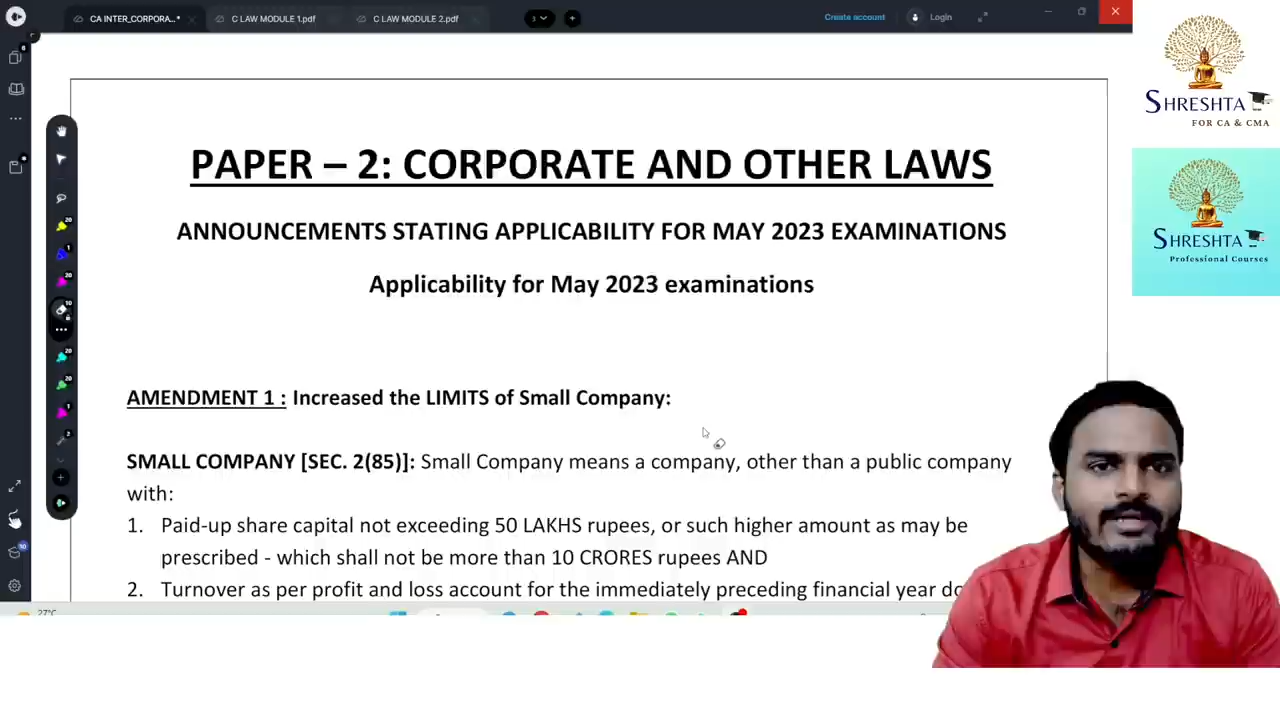 CA INTER_CORPORA...*
C LAW MODULE 1.pdf
C LAW MODULE 2.pdf
3
Create account
Login
SHRESHTA
FOR CA & CMA
SHRESHTA
Professional Courses
PAPER – 2: CORPORATE AND OTHER LAWS
ANNOUNCEMENTS STATING APPLICABILITY FOR MAY 2023 EXAMINATIONS
Applicability for May 2023 examinations
AMENDMENT 1 : Increased the LIMITS of Small Company:
SMALL COMPANY [SEC. 2(85)]: Small Company means a company, other than a public company
with:
1. Paid-up share capital not exceeding 50 LAKHS rupees, or such higher amount as may be
prescribed - which shall not be more than 10 CRORES rupees AND
2. Turnover as per profit and loss account for the immediately preceding financial year do
27°C